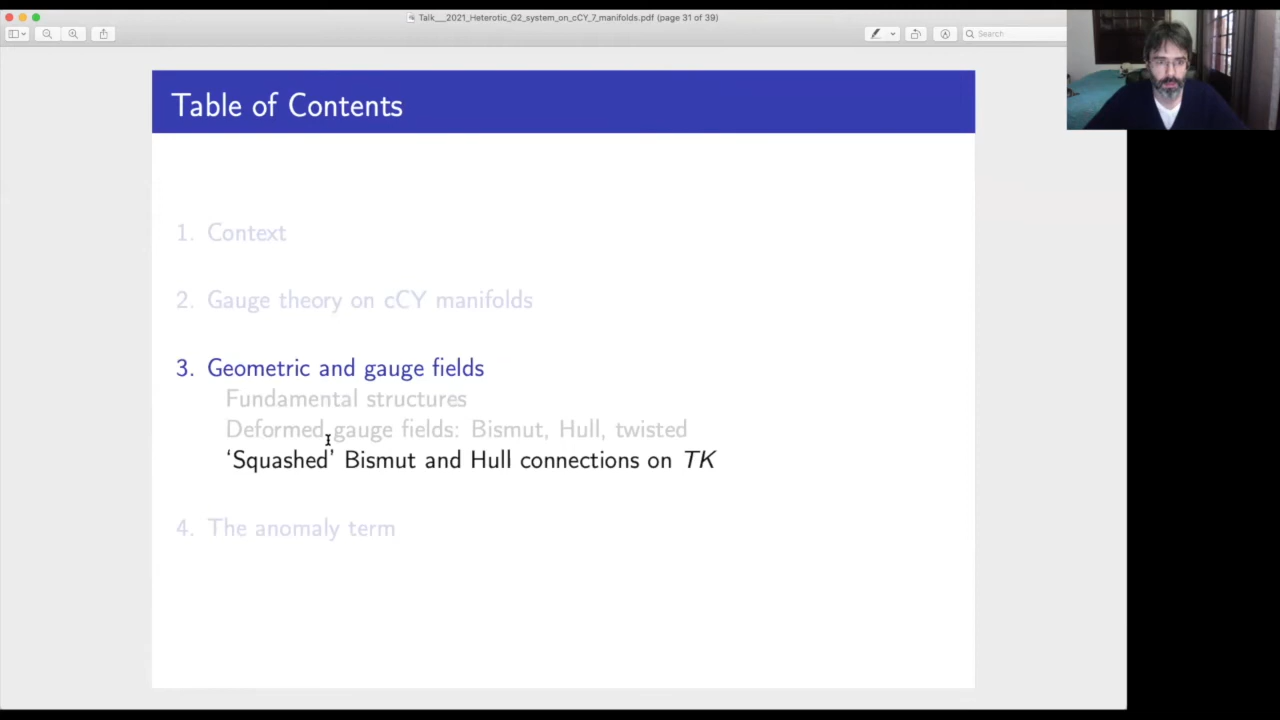 Talk__2021_Heterotic_G2_system_on_cCY_7_manifolds.pdf (page 31 of 39)
Search
Table of Contents
1. Context
2. Gauge theory on cCY manifolds
3. Geometric and gauge fields
Fundamental structures
Deformed gauge fields: Bismut, Hull, twisted
‘Squashed’ Bismut and Hull connections on TK
4. The anomaly term